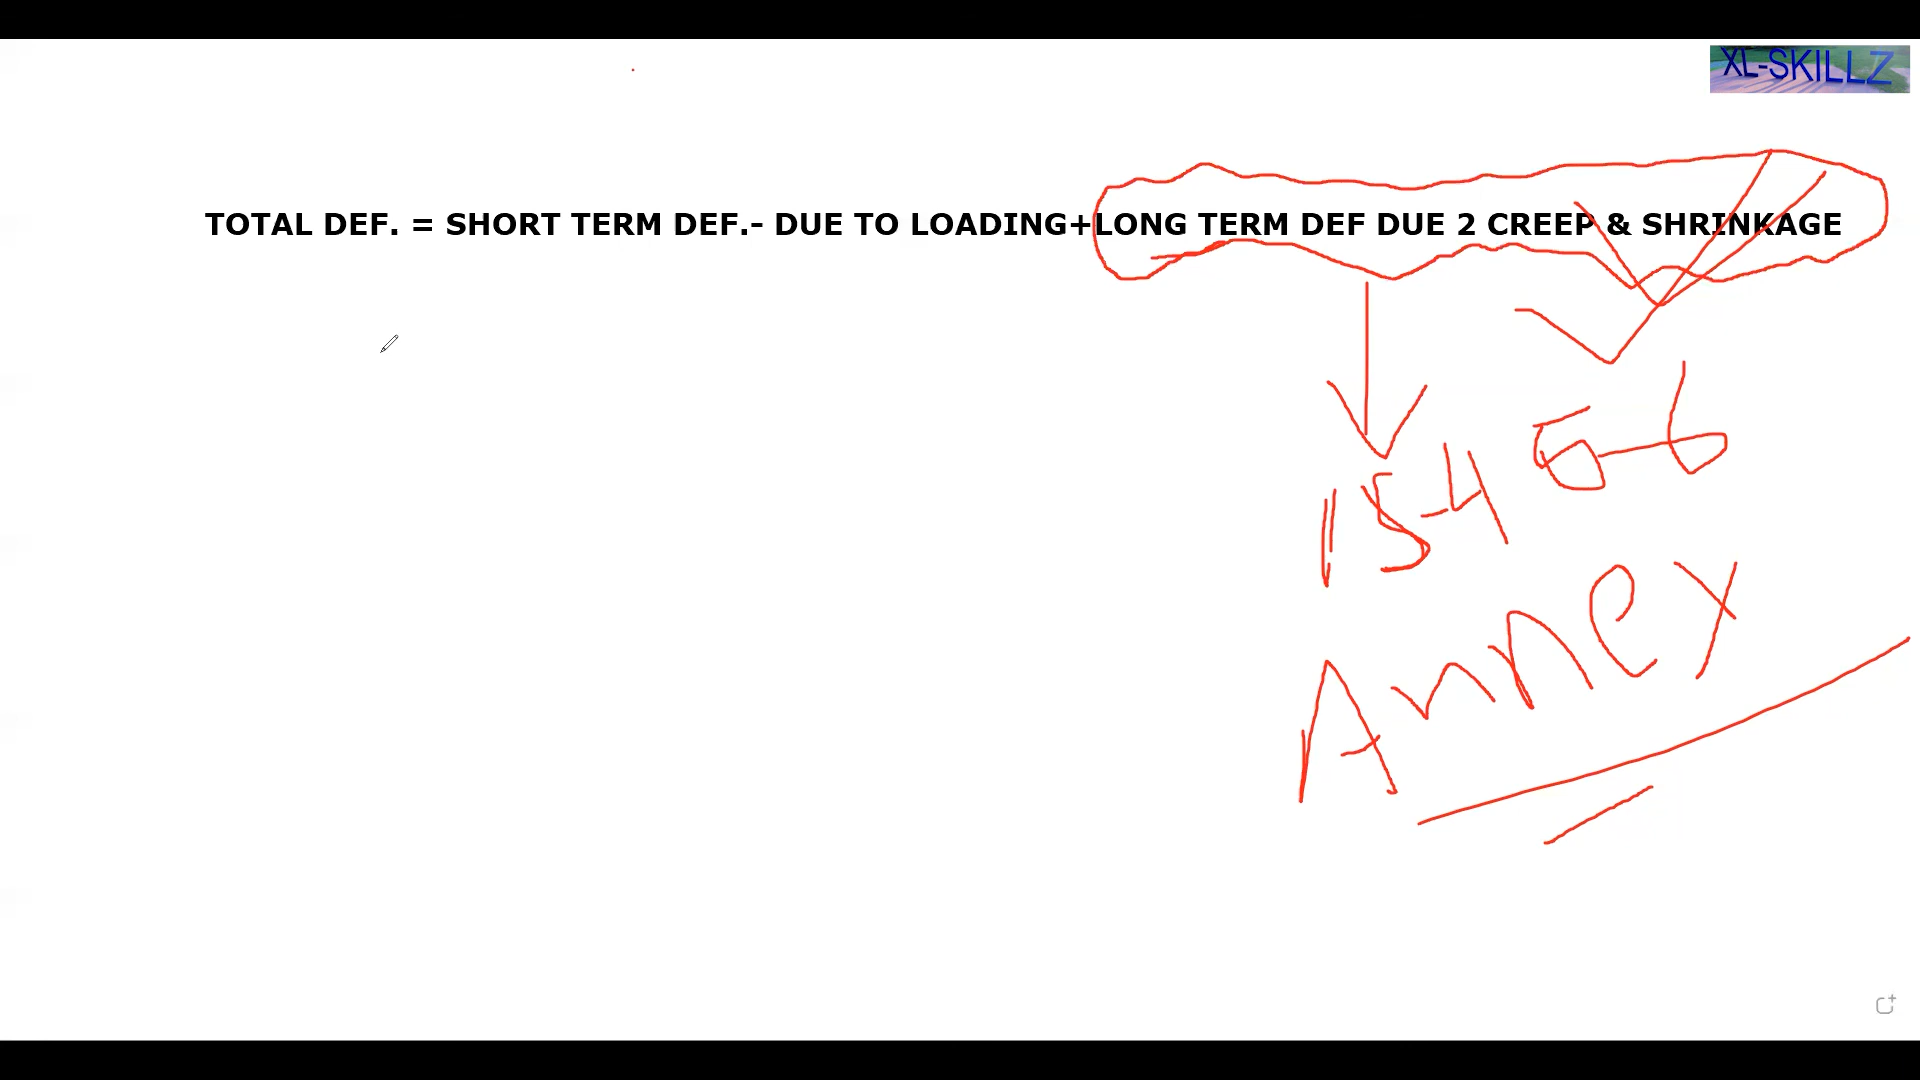 XL-SKILLZ
TOTAL DEF. = SHORT TERM DEF.- DUE TO LOADING+LONG TERM DEF DUE 2 CREEP & SHRINKAGE
IS-456-6
Annex